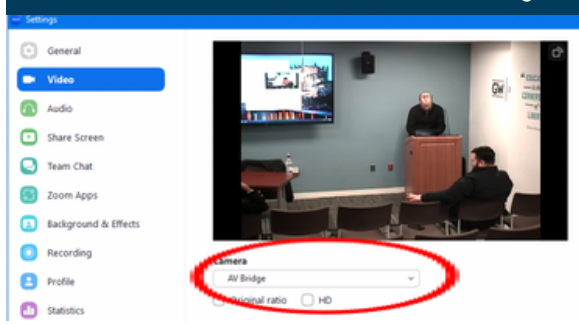 Settings
General
Video
Audio
Share Screen
Team Chat
Zoom Apps
Background & Effects
Recording
Profile
Statistics
GW
Camera
AV Bridge
Original ratio
HD